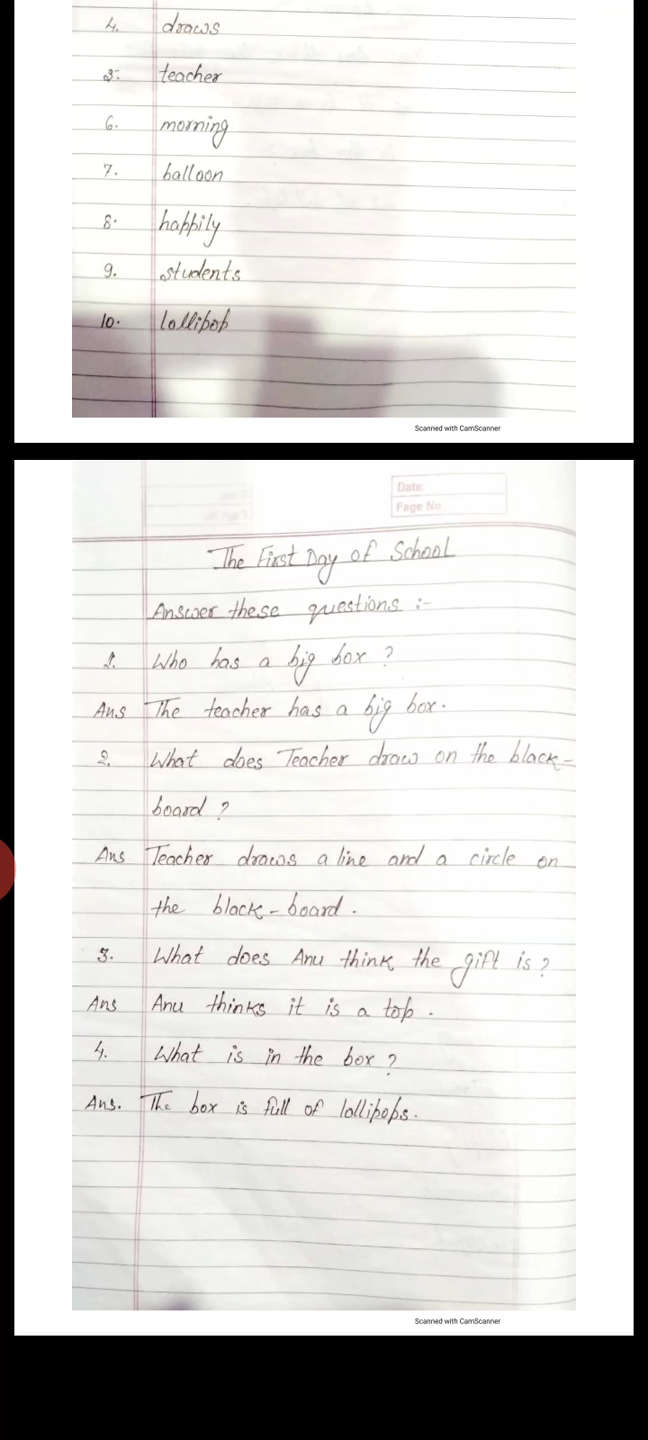 4. draws
5. teacher
6. morning
7. balloon
8. happily
9. students
10. lollipop
Scanned with CamScanner
Date:
Page No.
The First Day of School
Answer these questions :-
1. Who has a big box ?
Ans The teacher has a big box.
2. What does Teacher draw on the black-
board ?
Ans Teacher draws a line and a circle on
the black-board.
3. What does Anu think the gift is ?
Ans Anu thinks it is a top.
4. What is in the box ?
Ans. The box is full of lollipops.
Scanned with CamScanner